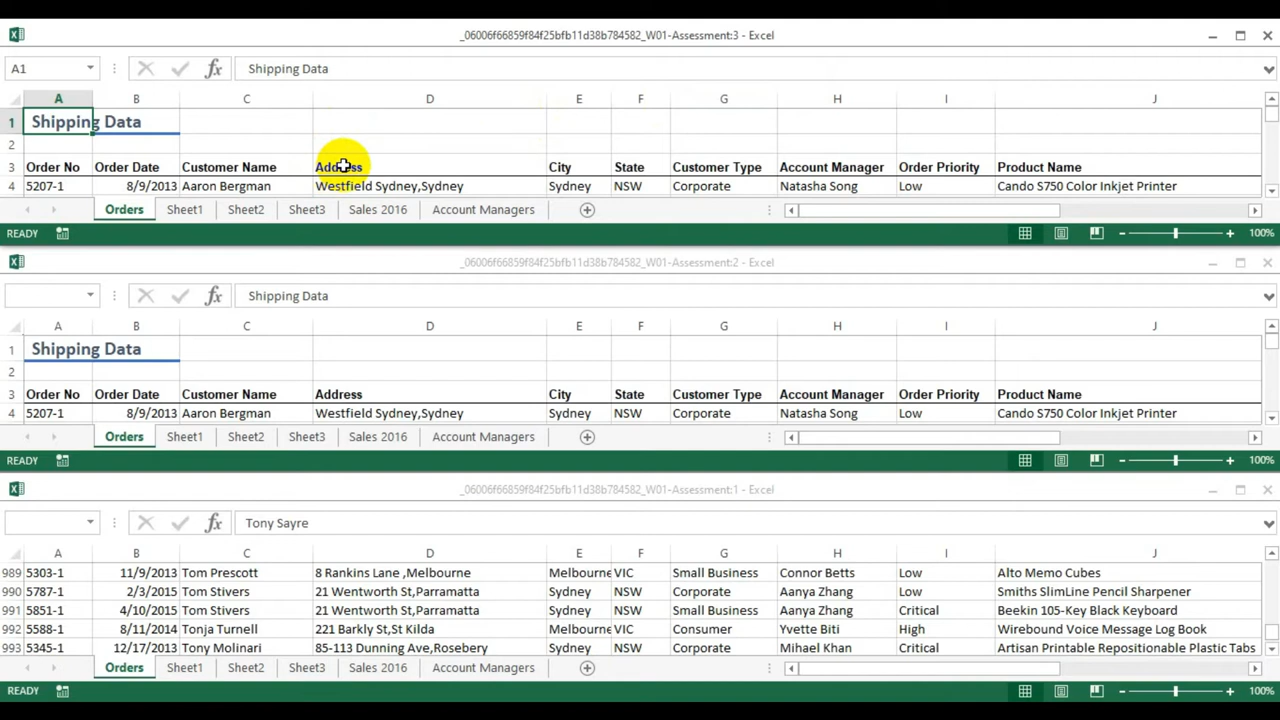 _06006f66859f84f25bfb11d38b784582_W01-Assessment:3 - Excel
A1 fx Shipping Data
A B C D E F G H I J
1 Shipping Data
2
3 Order No Order Date Customer Name Address City State Customer Type Account Manager Order Priority Product Name
4 5207-1 8/9/2013 Aaron Bergman Westfield Sydney,Sydney Sydney NSW Corporate Natasha Song Low Cando S750 Color Inkjet Printer
Orders Sheet1 Sheet2 Sheet3 Sales 2016 Account Managers
READY 100%
_06006f66859f84f25bfb11d38b784582_W01-Assessment:2 - Excel
fx Shipping Data
A B C D E F G H I J
1 Shipping Data
2
3 Order No Order Date Customer Name Address City State Customer Type Account Manager Order Priority Product Name
4 5207-1 8/9/2013 Aaron Bergman Westfield Sydney,Sydney Sydney NSW Corporate Natasha Song Low Cando S750 Color Inkjet Printer
Orders Sheet1 Sheet2 Sheet3 Sales 2016 Account Managers
READY 100%
_06006f66859f84f25bfb11d38b784582_W01-Assessment:1 - Excel
fx Tony Sayre
A B C D E F G H I J
989 5303-1 11/9/2013 Tom Prescott 8 Rankins Lane ,Melbourne Melbourne VIC Small Business Connor Betts Low Alto Memo Cubes
990 5787-1 2/3/2015 Tom Stivers 21 Wentworth St,Parramatta Sydney NSW Small Business Aanya Zhang Low Smiths SlimLine Pencil Sharpener
991 5851-1 4/10/2015 Tom Stivers 21 Wentworth St,Parramatta Sydney NSW Small Business Aanya Zhang Critical Beekin 105-Key Black Keyboard
992 5588-1 8/11/2014 Tonja Turnell 221 Barkly St,St Kilda Melbourne VIC Consumer Yvette Biti High Wirebound Voice Message Log Book
993 5345-1 12/17/2013 Tony Molinari 85-113 Dunning Ave,Rosebery Sydney NSW Corporate Mihael Khan Critical Artisan Printable Repositionable Plastic Tabs
Orders Sheet1 Sheet2 Sheet3 Sales 2016 Account Managers
READY 100%